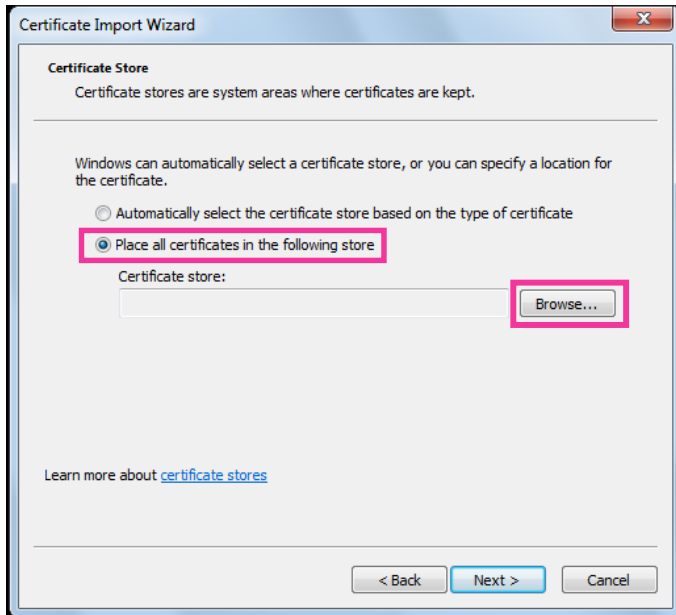 Certificate Import Wizard
Certificate Store
Certificate stores are system areas where certificates are kept.
Windows can automatically select a certificate store, or you can specify a location for
the certificate.
Automatically select the certificate store based on the type of certificate
Place all certificates in the following store
Certificate store:
Browse...
Learn more about certificate stores
< Back Next > Cancel